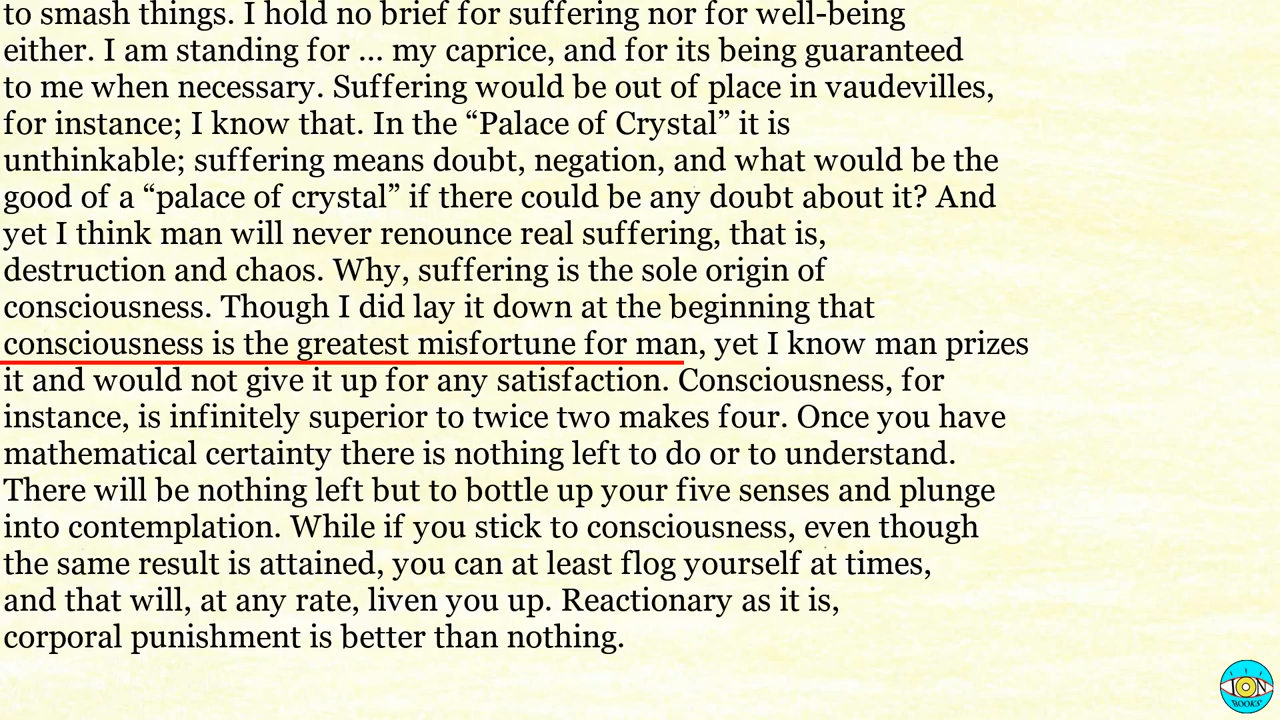 to smash things. I hold no brief for suffering nor for well-being
either. I am standing for ... my caprice, and for its being guaranteed
to me when necessary. Suffering would be out of place in vaudevilles,
for instance; I know that. In the “Palace of Crystal” it is
unthinkable; suffering means doubt, negation, and what would be the
good of a “palace of crystal” if there could be any doubt about it? And
yet I think man will never renounce real suffering, that is,
destruction and chaos. Why, suffering is the sole origin of
consciousness. Though I did lay it down at the beginning that
consciousness is the greatest misfortune for man, yet I know man prizes
it and would not give it up for any satisfaction. Consciousness, for
instance, is infinitely superior to twice two makes four. Once you have
mathematical certainty there is nothing left to do or to understand.
There will be nothing left but to bottle up your five senses and plunge
into contemplation. While if you stick to consciousness, even though
the same result is attained, you can at least flog yourself at times,
and that will, at any rate, liven you up. Reactionary as it is,
corporal punishment is better than nothing.
ION
BOOKS